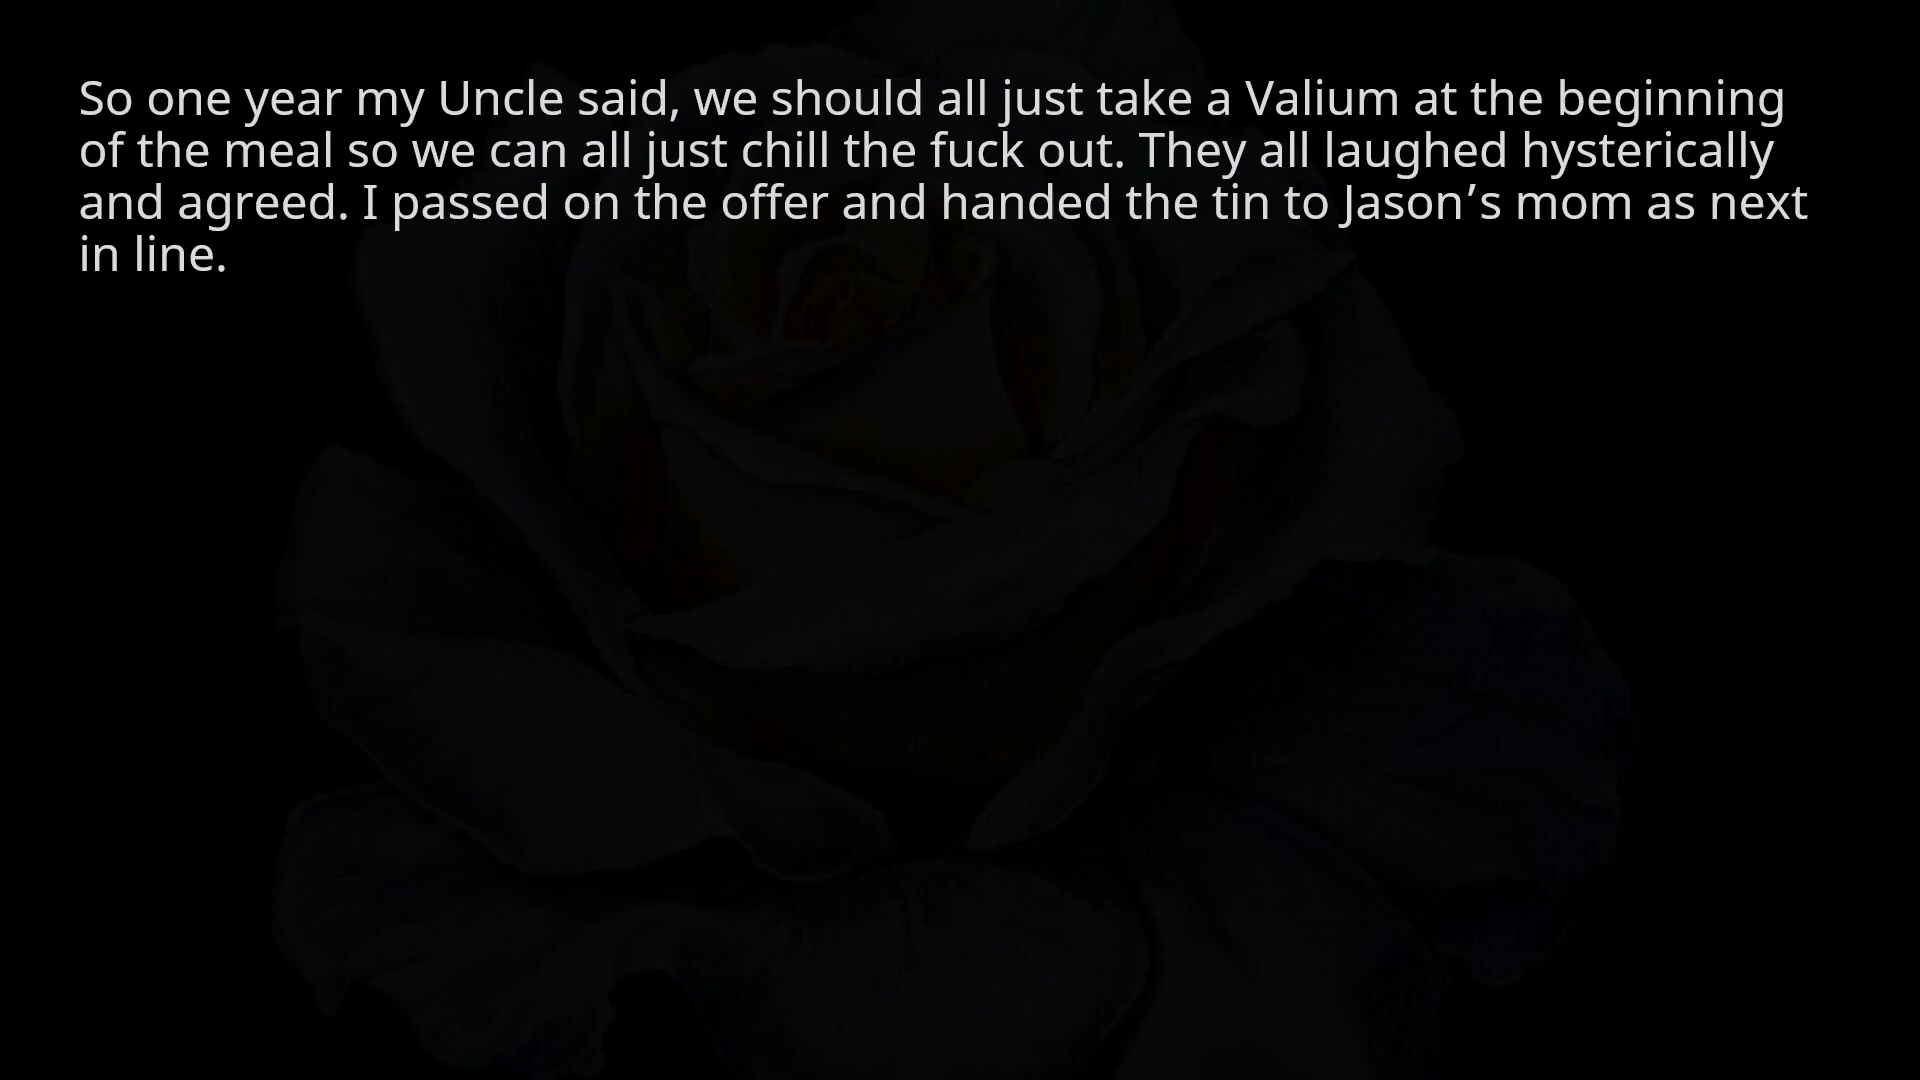 So one year my Uncle said, we should all just take a Valium at the beginning
of the meal so we can all just chill the fuck out. They all laughed hysterically
and agreed. I passed on the offer and handed the tin to Jason’s mom as next
in line.